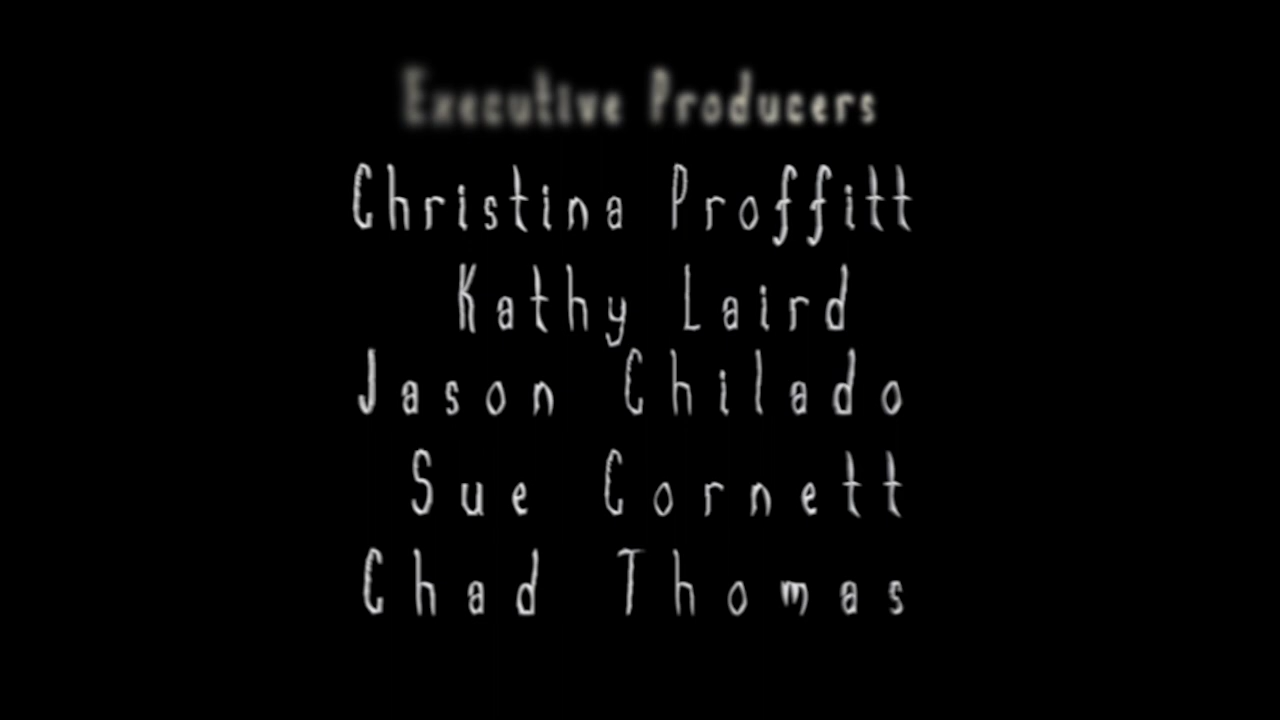 Executive Producers
Christina Proffitt
Kathy Laird
Jason Chilado
Sue Cornett
Chad Thomas